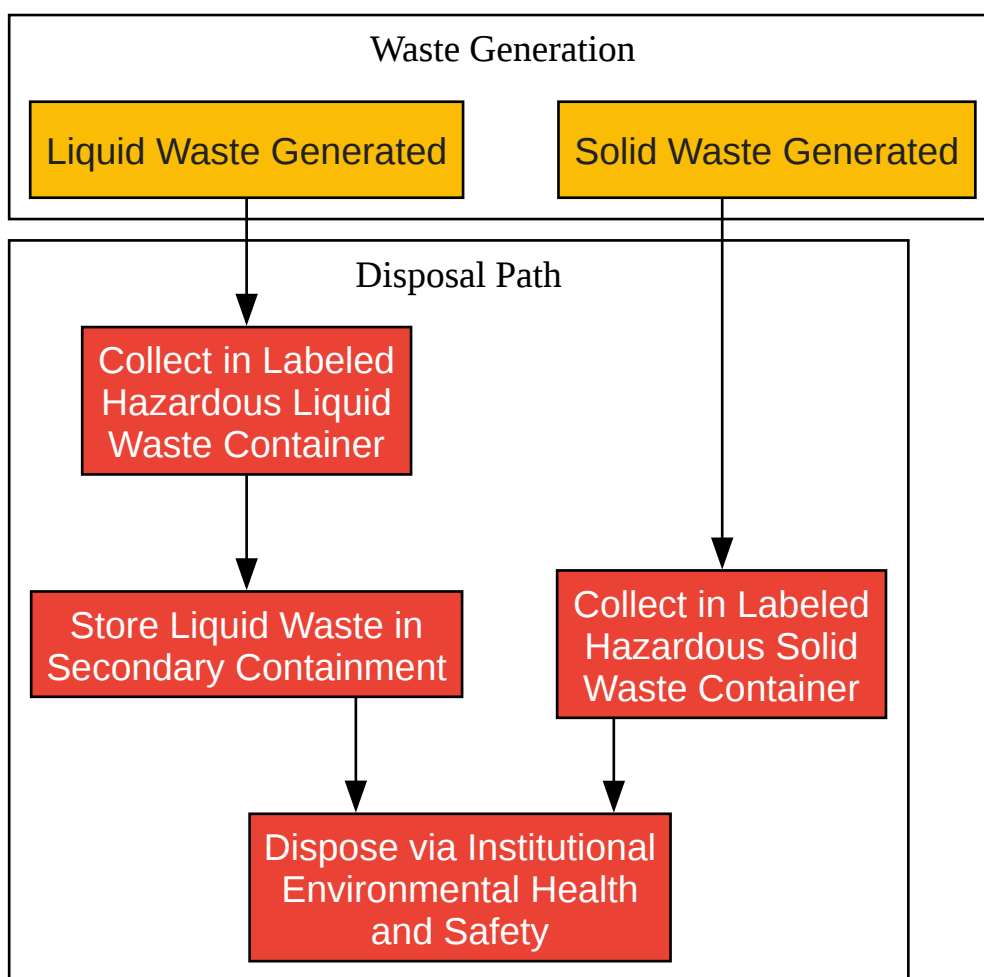 Waste Generation
Liquid Waste Generated
Solid Waste Generated
Disposal Path
Collect in Labeled
Hazardous Liquid
Waste Container
Store Liquid Waste in
Secondary Containment
Collect in Labeled
Hazardous Solid
Waste Container
Dispose via Institutional
Environmental Health
and Safety